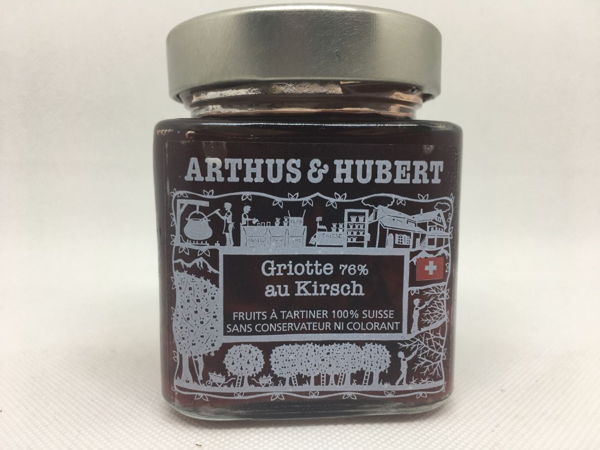 ARTHUS & HUBERT
Griotte 76%
au Kirsch
FRUITS À TARTINER 100% SUISSE
SANS CONSERVATEUR NI COLORANT